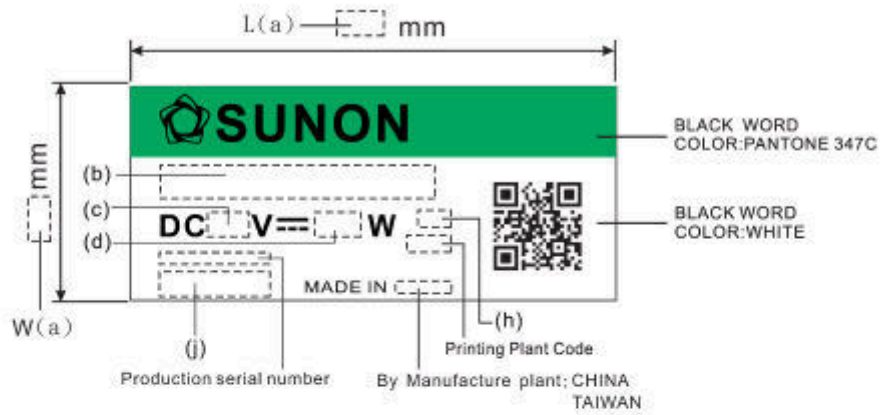 L(a) mm
SUNON
BLACK WORD
COLOR:PANTONE 347C
mm
(b)
(c)
DC V W
(d)
BLACK WORD
COLOR:WHITE
MADE IN
W(a)
(j)
(h)
Printing Plant Code
Production serial number
By Manufacture plant; CHINA
TAIWAN